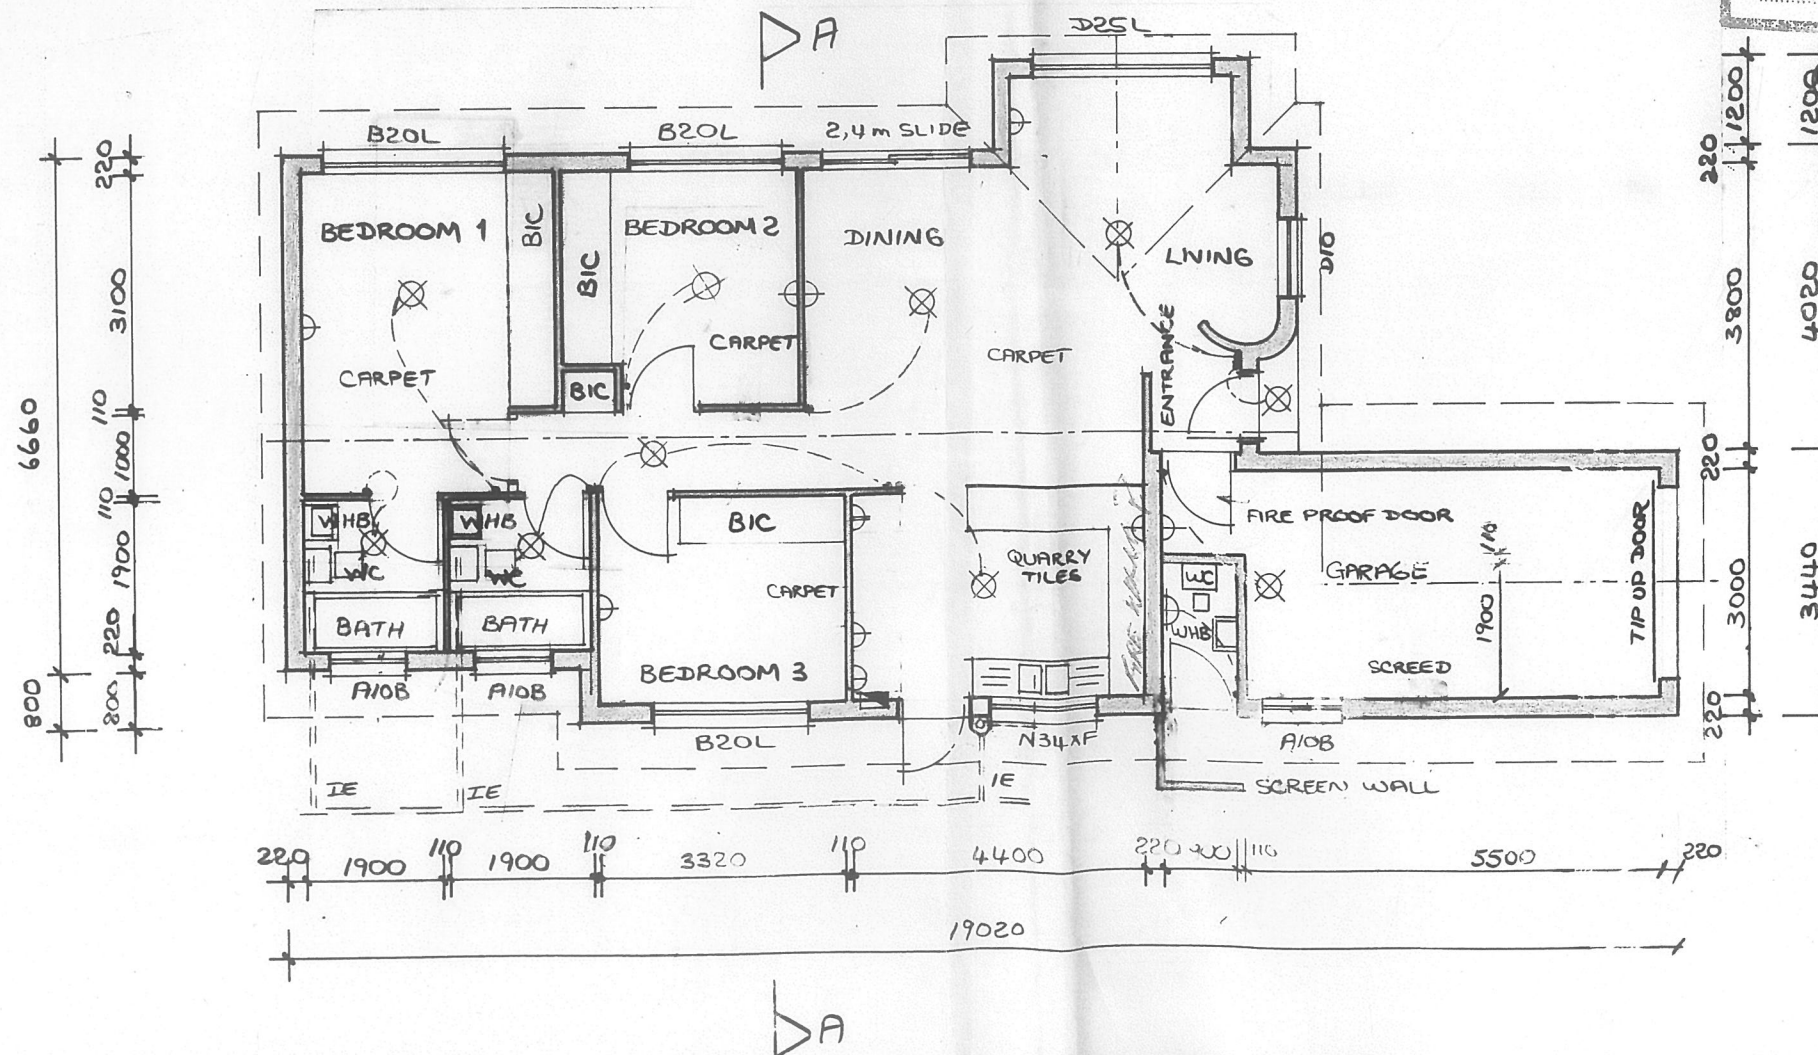 A
D25L
B20L
B20L
2,4m SLIDE
BEDROOM 1
BIC
BIC
BEDROOM 2
DINING
LIVING
D10
CARPET
CARPET
BIC
CARPET
ENTRANCE
WHB
WC
BATH
WHB
WC
BATH
BIC
CARPET
BEDROOM 3
QUARRY
TILES
FIRE PROOF DOOR
GARAGE
110
1900
TIP UP DOOR
WC
WHB
SCREED
A10B
A10B
B20L
N34XF
A10B
IE
IE
IE
SCREEN WALL
6660
800
220
3100
110
1000
110
1900
220
800
1200
220
3800
220
3000
220
1200
4020
3440
220
1900
110
1900
110
3320
110
4400
220
900
110
5500
220
19020
A